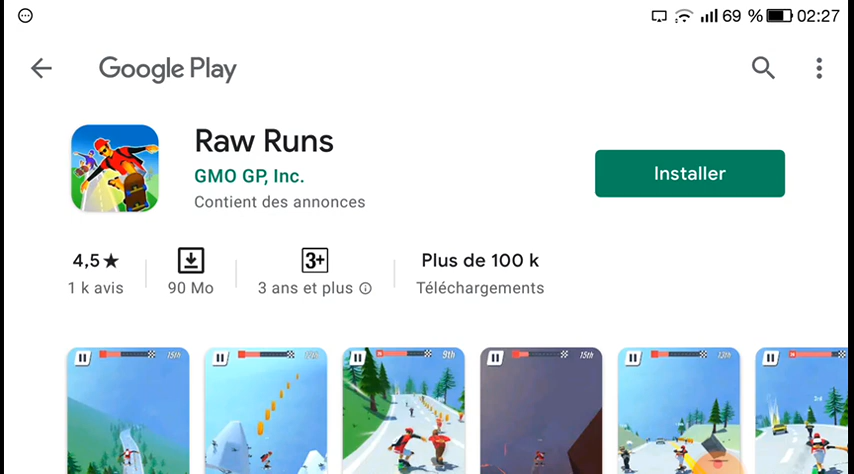 69 % 02:27
Google Play
Raw Runs
GMO GP, Inc.
Contient des annonces
Installer
4,5★
1 k avis
90 Mo
3+
3 ans et plus
Plus de 100 k
Téléchargements
15th
9th
15th
13th